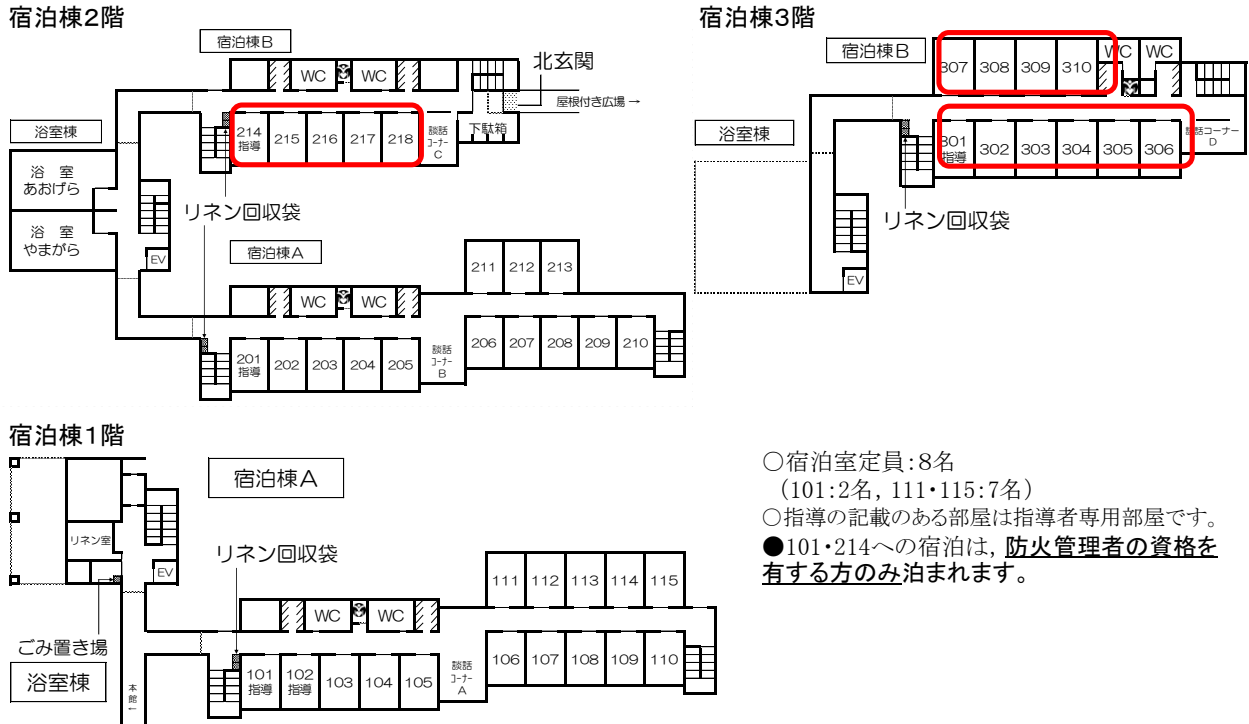 宿泊棟2階
宿泊棟B
WC
WC
北玄関
屋根付き広場 →
浴室棟
214
指導
215
216
217
218
談話
コーナー
C
下駄箱
浴 室
あおげら
浴 室
やまがら
リネン回収袋
EV
宿泊棟A
211
212
213
WC
WC
201
指導
202
203
204
205
談話
コーナー
B
206
207
208
209
210
宿泊棟3階
宿泊棟B
307
308
309
310
WC
WC
浴室棟
301
指導
302
303
304
305
306
談話コーナー
D
リネン回収袋
EV
宿泊棟1階
宿泊棟A
リネン室
リネン回収袋
EV
111
112
113
114
115
WC
WC
ごみ置き場
浴室棟
本館←
101
指導
102
指導
103
104
105
談話
コーナー
A
106
107
108
109
110
○宿泊室定員:8名
(101:2名, 111・115:7名)
○指導の記載のある部屋は指導者専用部屋です。
●101・214への宿泊は, 防火管理者の資格を
有する方のみ泊まれます。